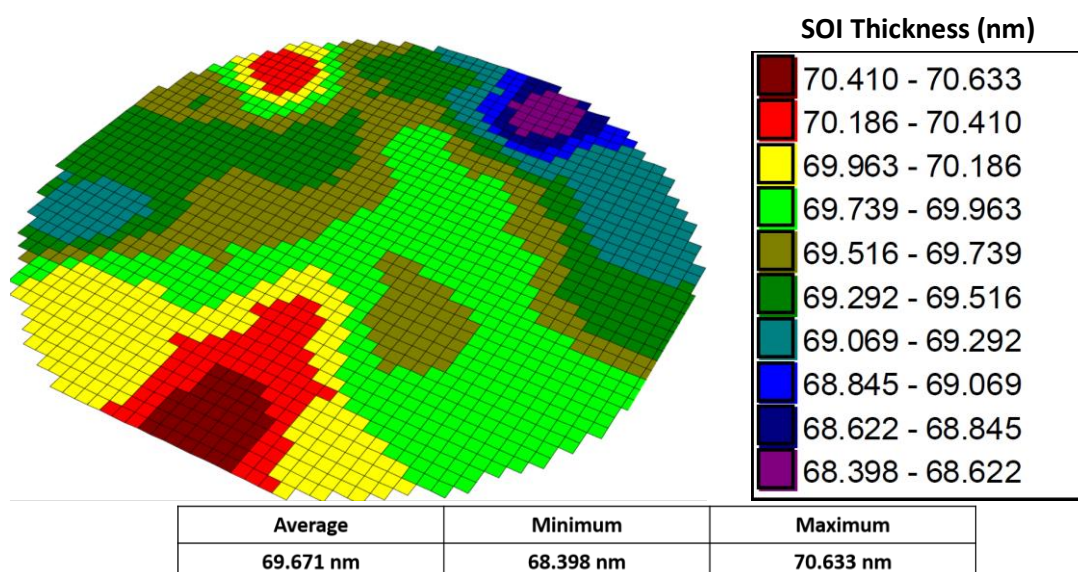 SOI Thickness (nm)
70.410 - 70.633
70.186 - 70.410
69.963 - 70.186
69.739 - 69.963
69.516 - 69.739
69.292 - 69.516
69.069 - 69.292
68.845 - 69.069
68.622 - 68.845
68.398 - 68.622
Average Minimum Maximum
69.671 nm 68.398 nm 70.633 nm